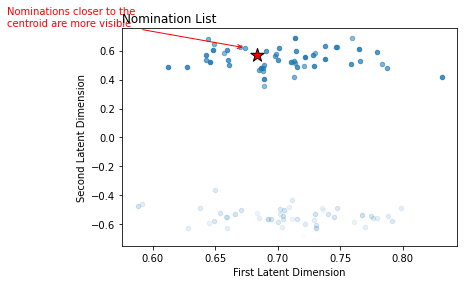 Nominations closer to the
centroid are more visible
Nomination List
Second Latent Dimension
0.6
0.4
0.2
0.0
−0.2
−0.4
−0.6
0.60
0.65
0.70
0.75
0.80
First Latent Dimension